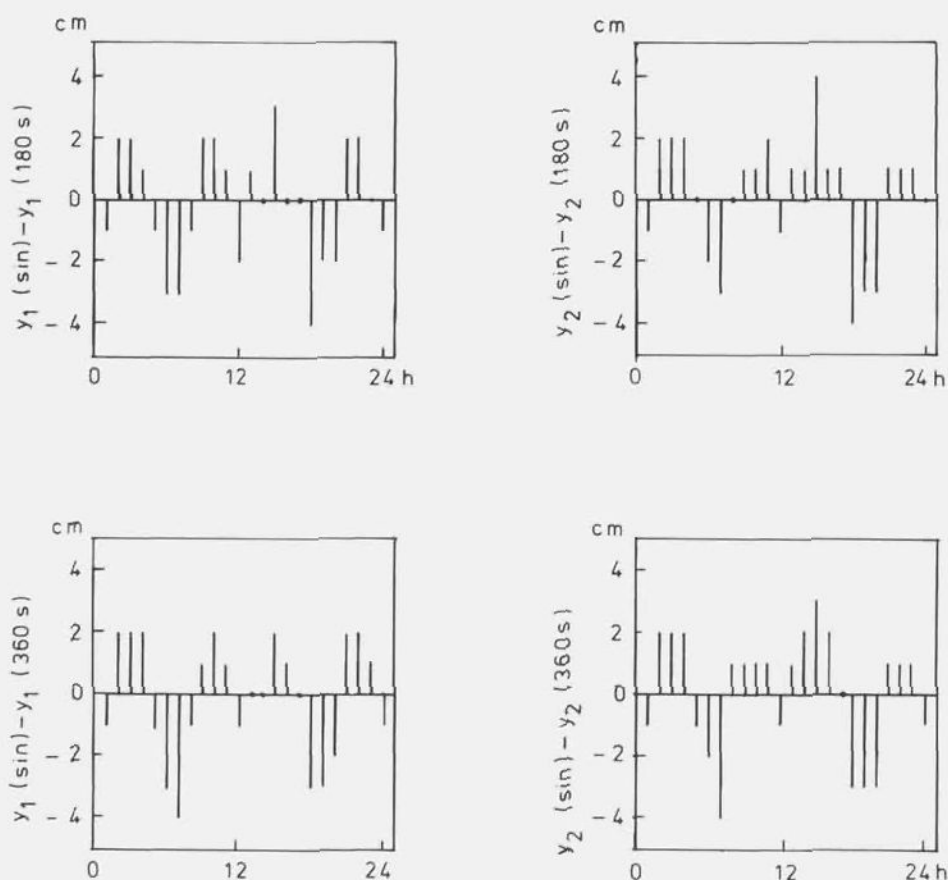 cm
y₁ (sin) – y₁ (180 s)
4
2
0
– 2
– 4
0 12 24 h
cm
y₂ (sin) – y₂ (180 s)
4
2
0
– 2
– 4
0 12 24 h
cm
y₁ (sin) – y₁ (360 s)
4
2
0
– 2
– 4
0 12 24 h
cm
y₂ (sin) – y₂ (360 s)
4
2
0
– 2
– 4
0 12 24 h